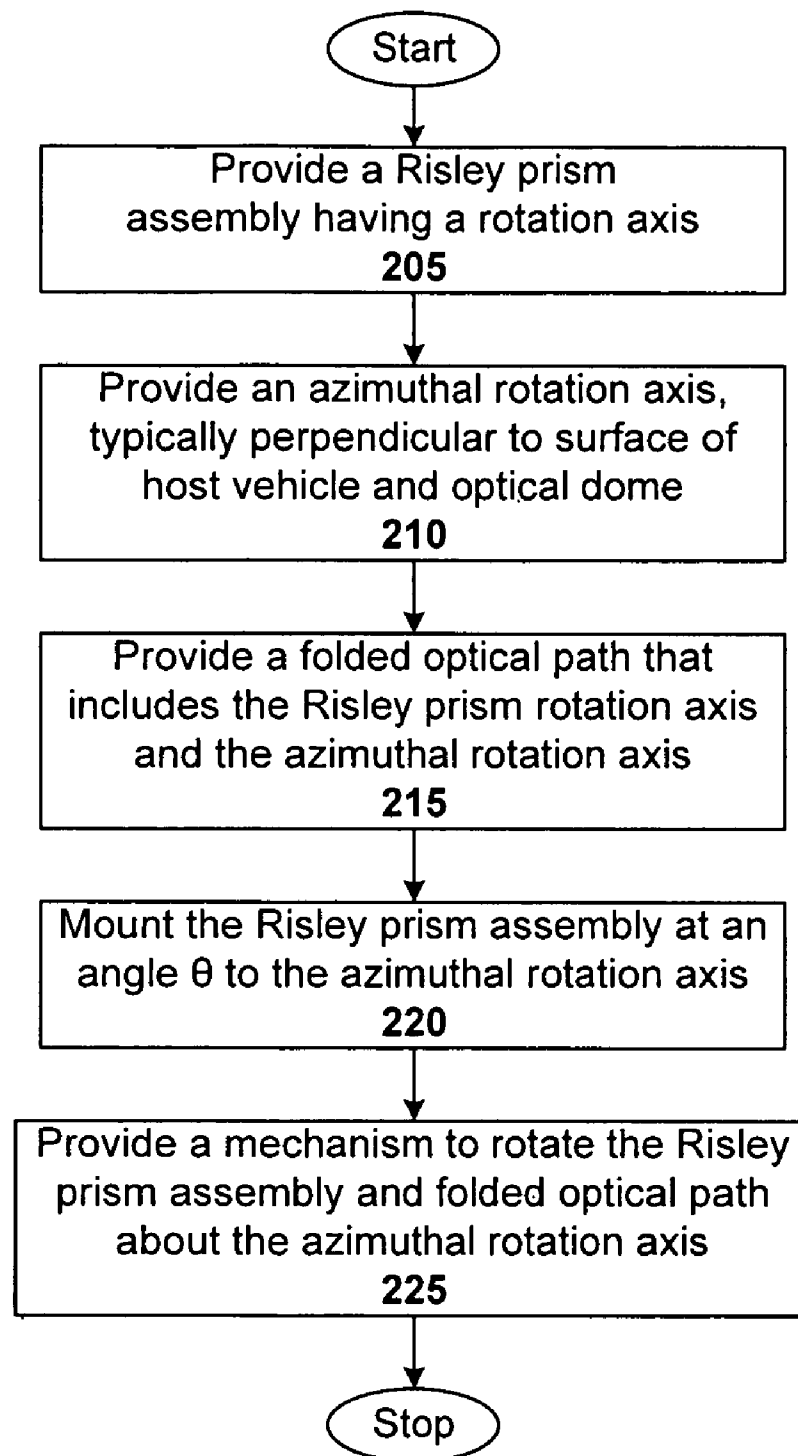 Start
Provide a Risley prism
assembly having a rotation axis
205
Provide an azimuthal rotation axis,
typically perpendicular to surface of
host vehicle and optical dome
210
Provide a folded optical path that
includes the Risley prism rotation axis
and the azimuthal rotation axis
215
Mount the Risley prism assembly at an
angle θ to the azimuthal rotation axis
220
Provide a mechanism to rotate the Risley
prism assembly and folded optical path
about the azimuthal rotation axis
225
Stop